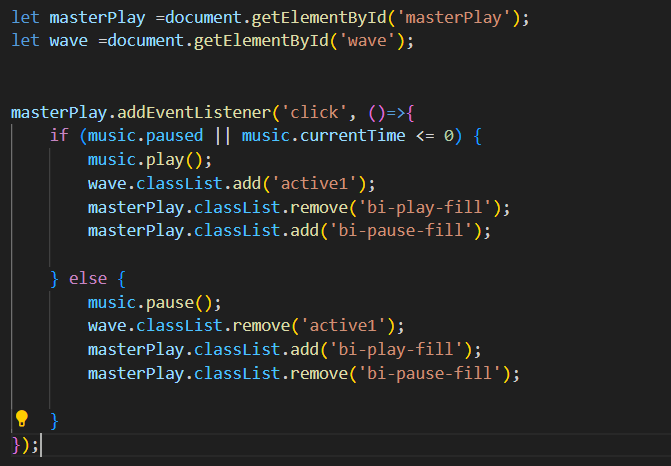 let masterPlay =document.getElementById('masterPlay');
let wave =document.getElementById('wave');
masterPlay.addEventListener('click', ()=>{
    if (music.paused || music.currentTime <= 0) {
        music.play();
        wave.classList.add('active1');
        masterPlay.classList.remove('bi-play-fill');
        masterPlay.classList.add('bi-pause-fill');
    } else {
        music.pause();
        wave.classList.remove('active1');
        masterPlay.classList.add('bi-play-fill');
        masterPlay.classList.remove('bi-pause-fill');
    }
});